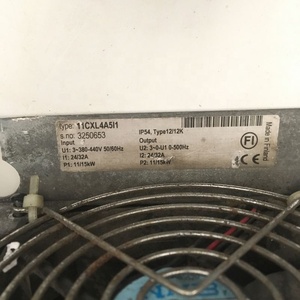 type: 11CXL4A5I1
s.no: 3250653
Input
U1: 3~380-440V 50/60Hz
I1: 24/32A
P1: 11/15kW
IP54, Type12/12K
Output
U2: 3~0-U1 0-500Hz
I2: 24/32A
P2: 11/15kW
FI
Made in Finland